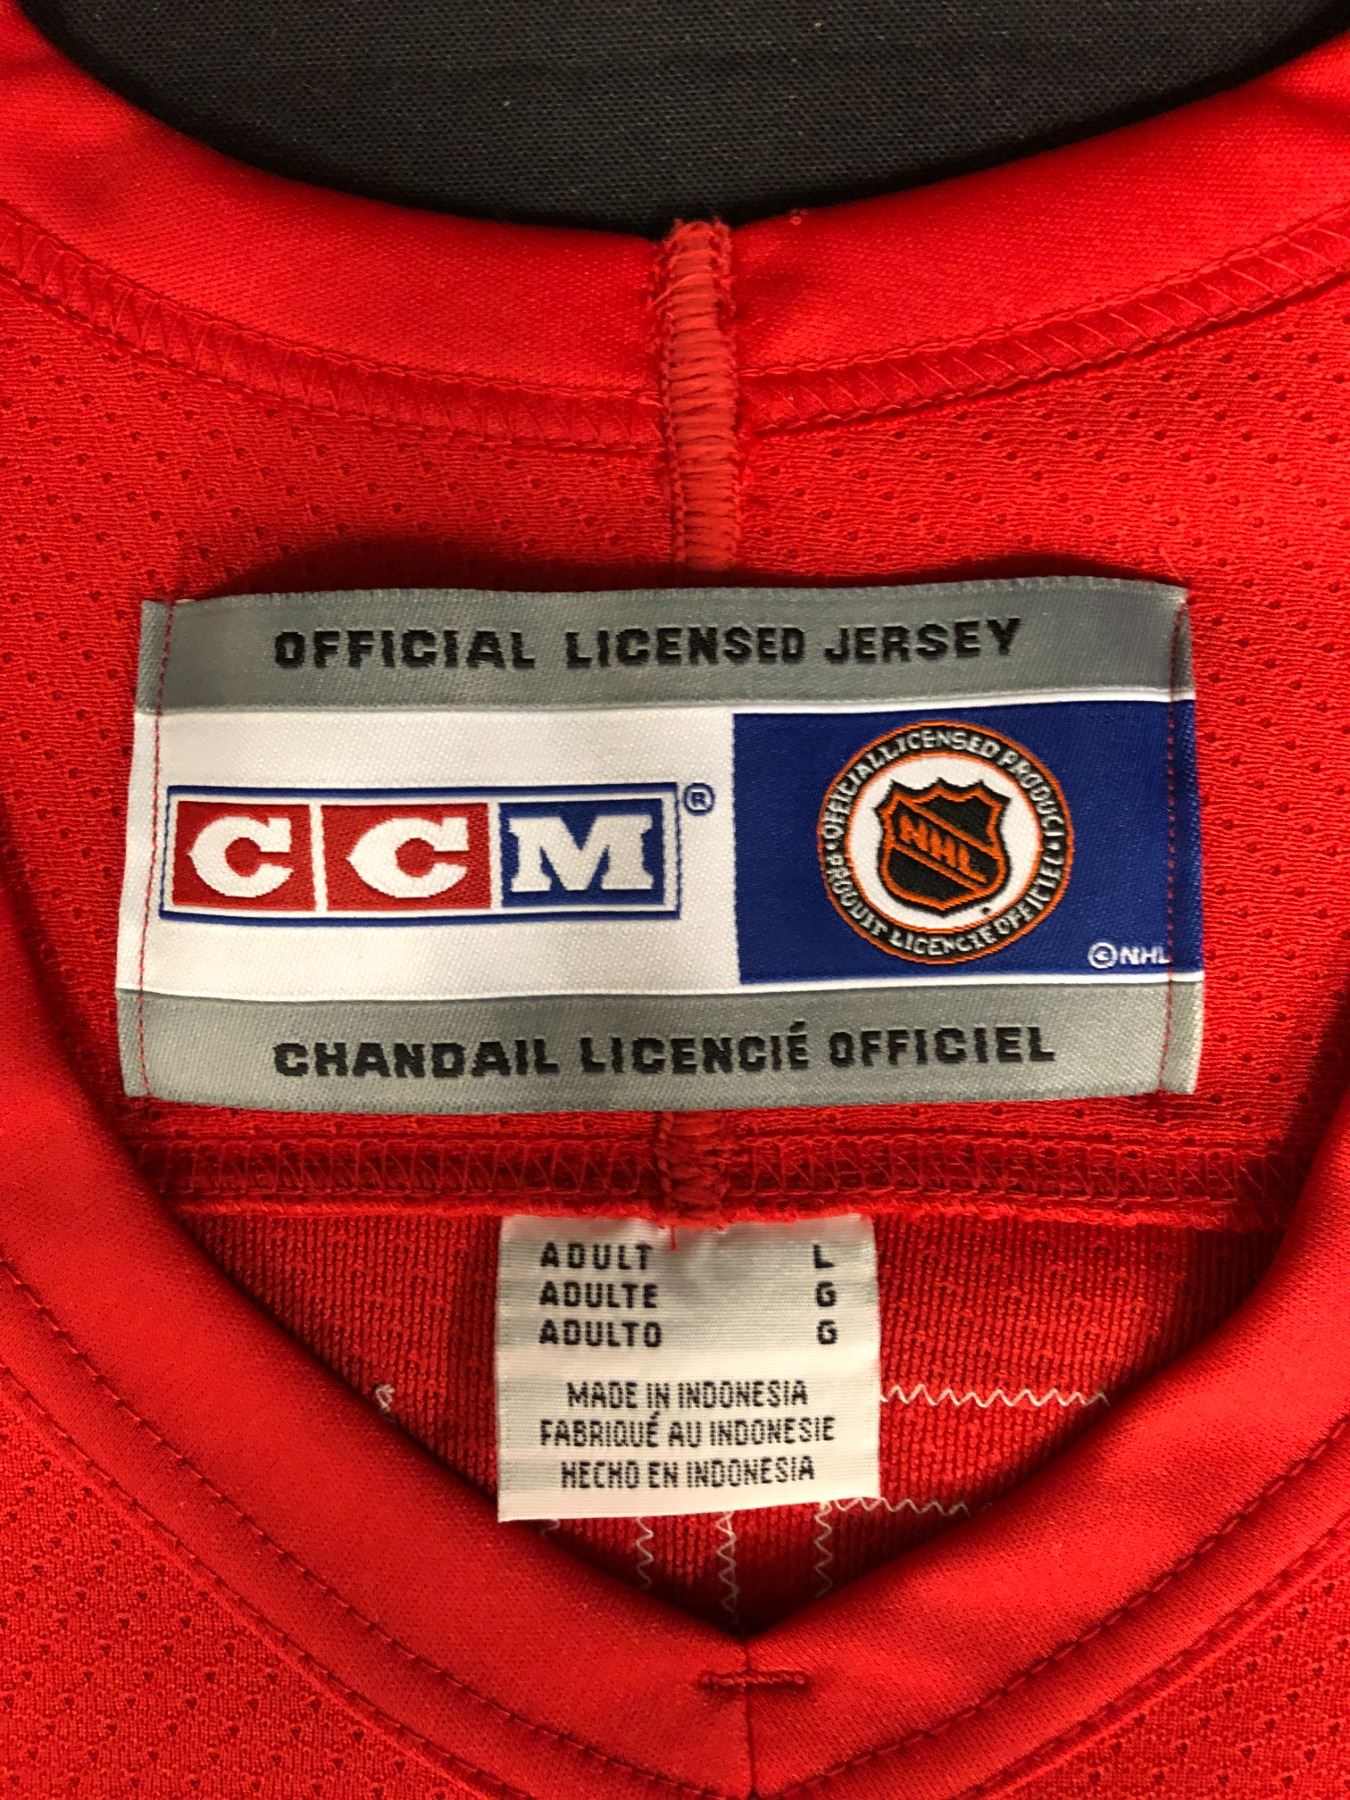 OFFICIAL LICENSED JERSEY
CCM®
OFFICIAL LICENSED PRODUCT
NHL
PRODUIT LICENCIE OFFICIEL
©NHL
CHANDAIL LICENCIÉ OFFICIEL
ADULT L
ADULTE G
ADULTO G
MADE IN INDONESIA
FABRIQUÉ AU INDONESIE
HECHO EN INDONESIA